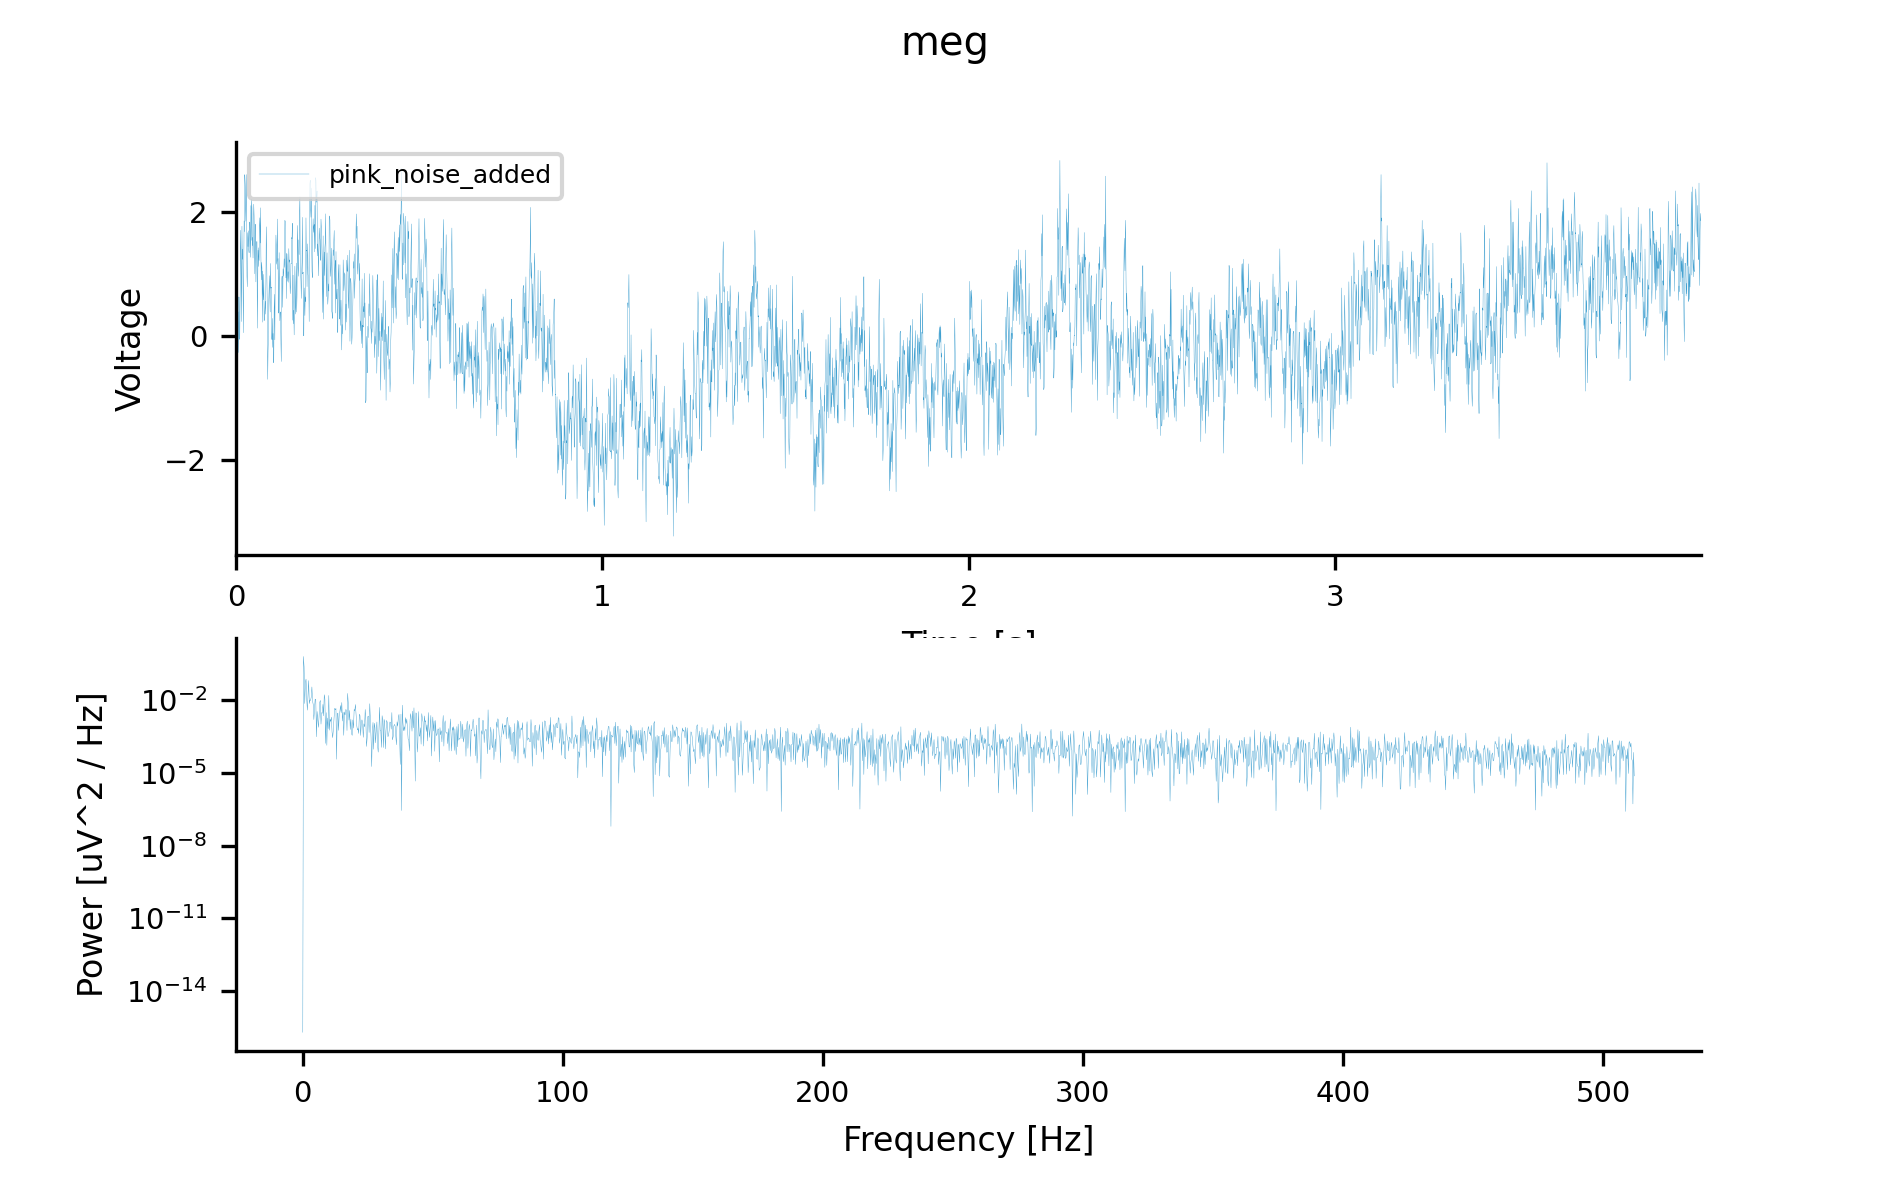 meg
pink_noise_added
Voltage
2
0
−2
0 1 2 3
Time [s]
Power [uV^2 / Hz]
10^−2
10^−5
10^−8
10^−11
10^−14
0 100 200 300 400 500
Frequency [Hz]